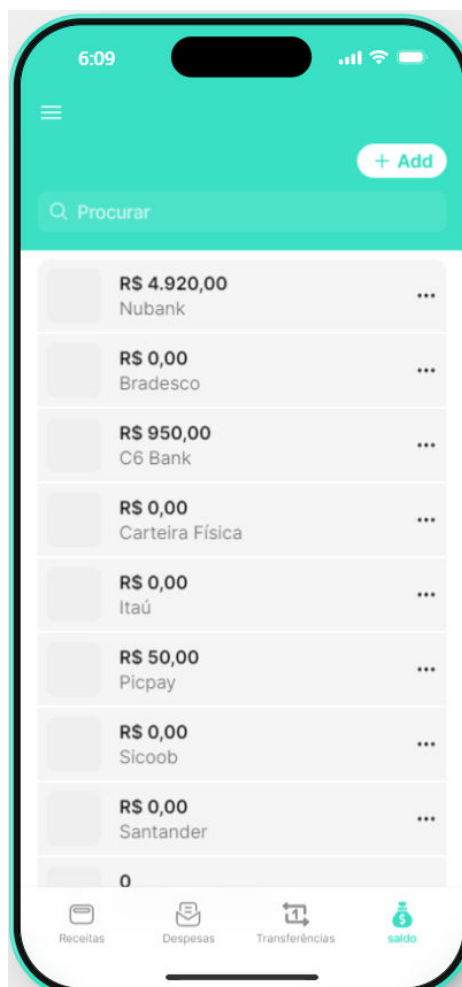 6:09
+ Add
Procurar
R$ 4.920,00
Nubank
R$ 0,00
Bradesco
R$ 950,00
C6 Bank
R$ 0,00
Carteira Física
R$ 0,00
Itaú
R$ 50,00
Picpay
R$ 0,00
Sicoob
R$ 0,00
Santander
0
Receitas Despesas Transferências saldo